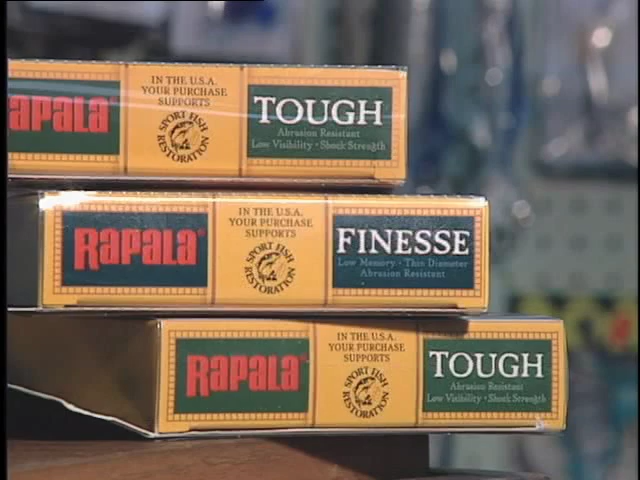 RAPALA®
IN THE U.S.A.
YOUR PURCHASE
SUPPORTS
SPORT FISH
RESTORATION
TOUGH
Abrasion Resistant
Low Visibility · Shock Strength
RAPALA®
IN THE U.S.A.
YOUR PURCHASE
SUPPORTS
SPORT FISH
RESTORATION
FINESSE
Low Memory · Thin Diameter
Abrasion Resistant
RAPALA®
IN THE U.S.A.
YOUR PURCHASE
SUPPORTS
SPORT FISH
RESTORATION
TOUGH
Abrasion Resistant
Low Visibility · Shock Strength